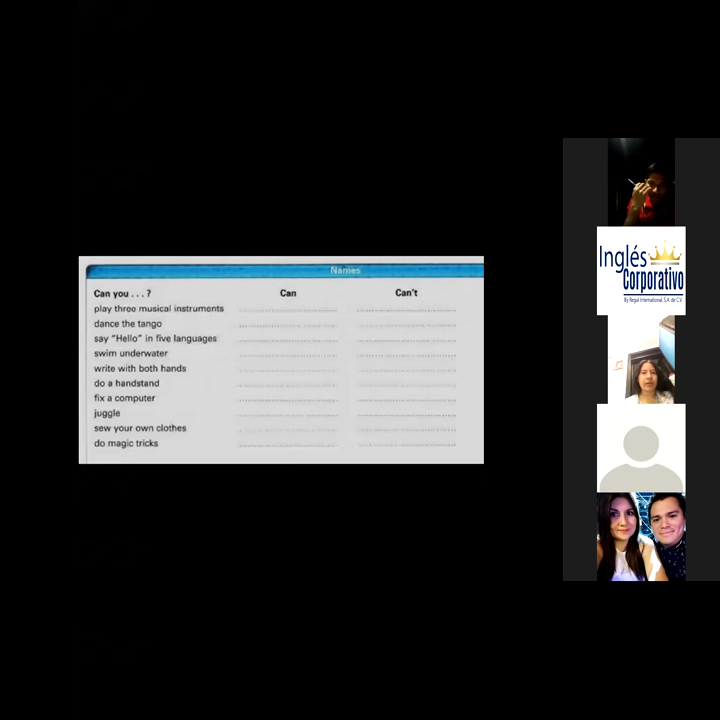 Names
Can you . . . ? Can Can't
play three musical instruments
dance the tango
say "Hello" in five languages
swim underwater
write with both hands
do a handstand
fix a computer
juggle
sew your own clothes
do magic tricks
Inglés
Corporativo
By Regal International, S.A. de C.V.